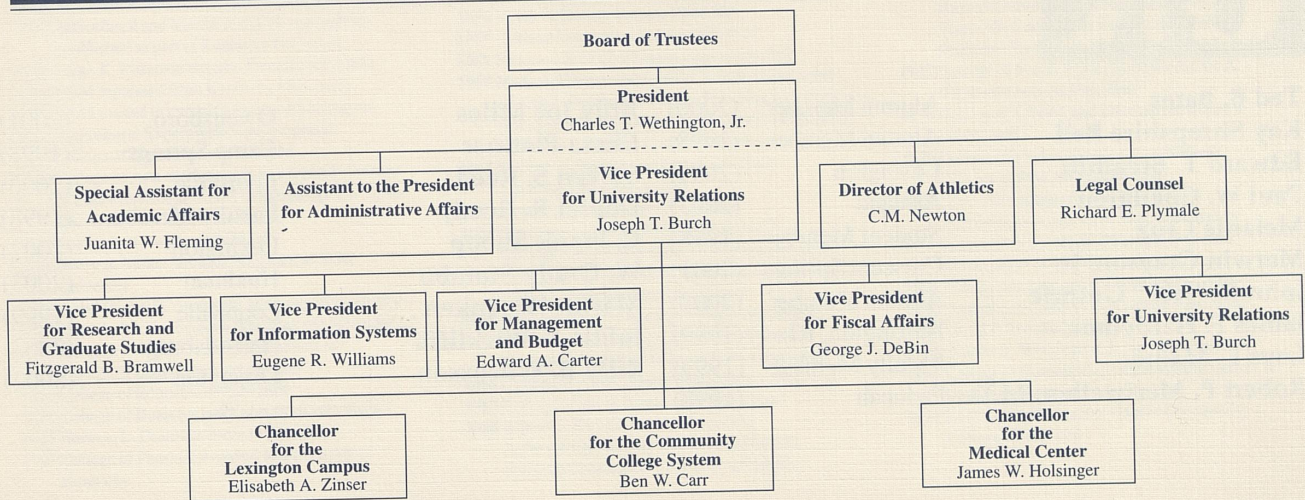 Board of Trustees
President
Charles T. Wethington, Jr.
Vice President
for University Relations
Joseph T. Burch
Special Assistant for
Academic Affairs
Juanita W. Fleming
Assistant to the President
for Administrative Affairs
Director of Athletics
C.M. Newton
Legal Counsel
Richard E. Plymale
Vice President
for Research and
Graduate Studies
Fitzgerald B. Bramwell
Vice President
for Information Systems
Eugene R. Williams
Vice President
for Management
and Budget
Edward A. Carter
Vice President
for Fiscal Affairs
George J. DeBin
Vice President
for University Relations
Joseph T. Burch
Chancellor
for the
Lexington Campus
Elisabeth A. Zinser
Chancellor
for the Community
College System
Ben W. Carr
Chancellor
for the
Medical Center
James W. Holsinger